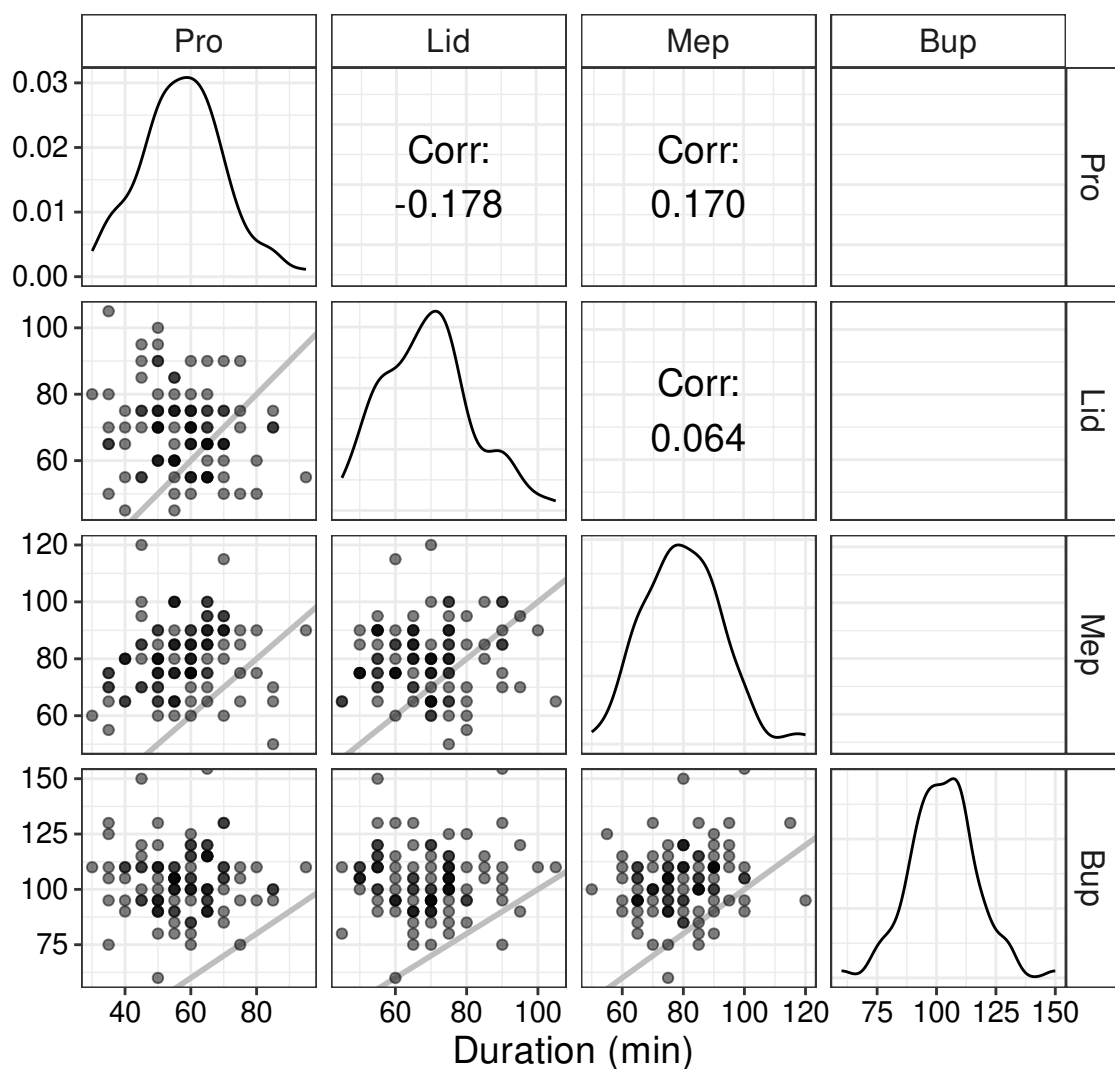 Pro Lid Mep Bup
0.03
0.02
0.01
0.00
Corr:
-0.178
Corr:
0.170
Pro
100
80
60
Corr:
0.064
Lid
120
100
80
60
Mep
150
125
100
75
Bup
40 80 60 80 100 60 80 100 120 75 100 125 150
Duration (min)